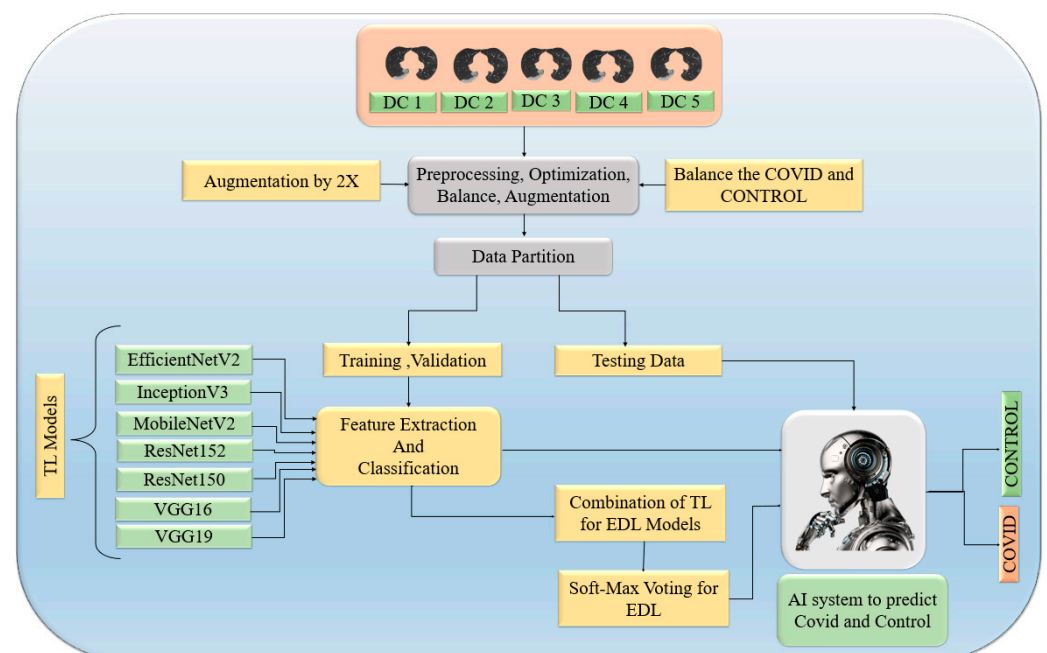 DC 1
DC 2
DC 3
DC 4
DC 5
Augmentation by 2X
Preprocessing, Optimization,
Balance, Augmentation
Balance the COVID and
CONTROL
Data Partition
Training ,Validation
Testing Data
TL Models
EfficientNetV2
InceptionV3
MobileNetV2
ResNet152
ResNet150
VGG16
VGG19
Feature Extraction
And
Classification
Combination of TL
for EDL Models
Soft-Max Voting for
EDL
AI system to predict
Covid and Control
CONTROL
COVID